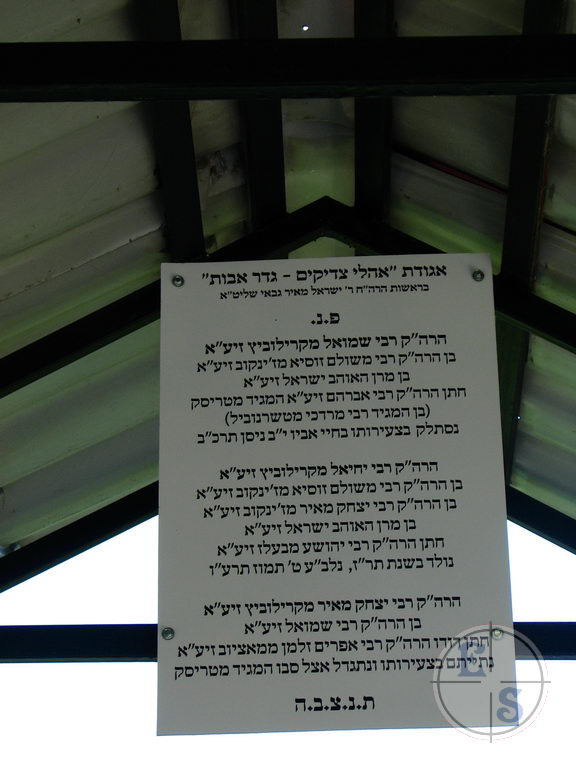 אגודת "אהלי צדיקים - גדר אבות"
בראשות הרה"ח ר' ישראל מאיר גבאי שליט"א
פ.נ.
הרה"ק רבי שמואל מקרילוביץ זיע"א
בן הרה"ק רבי משולם זוסיא מז'ינקוב זיע"א
בן מרן האוהב ישראל זיע"א
חתן הרה"ק רבי אברהם זיע"א המגיד מטריסק
(בן המגיד רבי מרדכי מטשרנוביל)
נסתלק בצעירותו בחיי אביו י"ב ניסן תרכ"ב
הרה"ק רבי יחיאל מקרילוביץ זיע"א
בן הרה"ק רבי משולם זוסיא מז'ינקוב זיע"א
בן הרה"ק רבי יצחק מאיר מז'ינקוב זיע"א
בן מרן האוהב ישראל זיע"א
חתן הרה"ק רבי יהושע מבעלז זיע"א
נולד בשנת תר"ז, נלב"ע ט' תמוז תרע"ו
הרה"ק רבי יצחק מאיר מקרילוביץ זיע"א
בן הרה"ק רבי שמואל זיע"א
חתן דודו הרה"ק רבי אפרים זלמן ממאציוב זיע"א
נתייתם בצעירותו ונתגדל אצל סבו המגיד מטריסק
ת.נ.צ.ב.ה
E
S